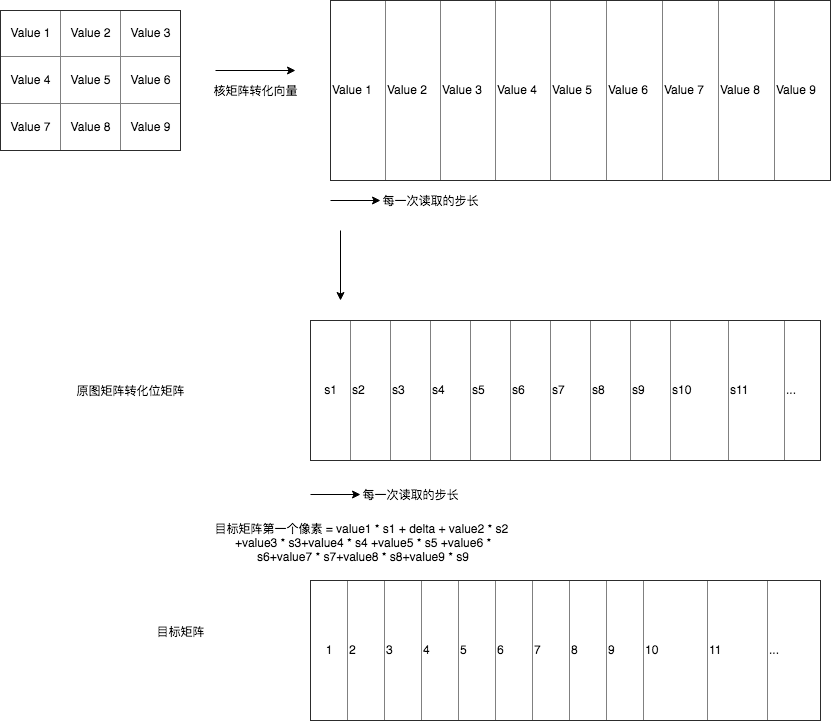 Value 1 Value 2 Value 3
Value 4 Value 5 Value 6
Value 7 Value 8 Value 9
核矩阵转化向量
Value 1 Value 2 Value 3 Value 4 Value 5 Value 6 Value 7 Value 8 Value 9
每一次读取的步长
原图矩阵转化位矩阵
s1 s2 s3 s4 s5 s6 s7 s8 s9 s10 s11 ...
每一次读取的步长
目标矩阵第一个像素 = value1 * s1 + delta + value2 * s2
+value3 * s3+value4 * s4 +value5 * s5 +value6 *
s6+value7 * s7+value8 * s8+value9 * s9
目标矩阵
1 2 3 4 5 6 7 8 9 10 11 ...